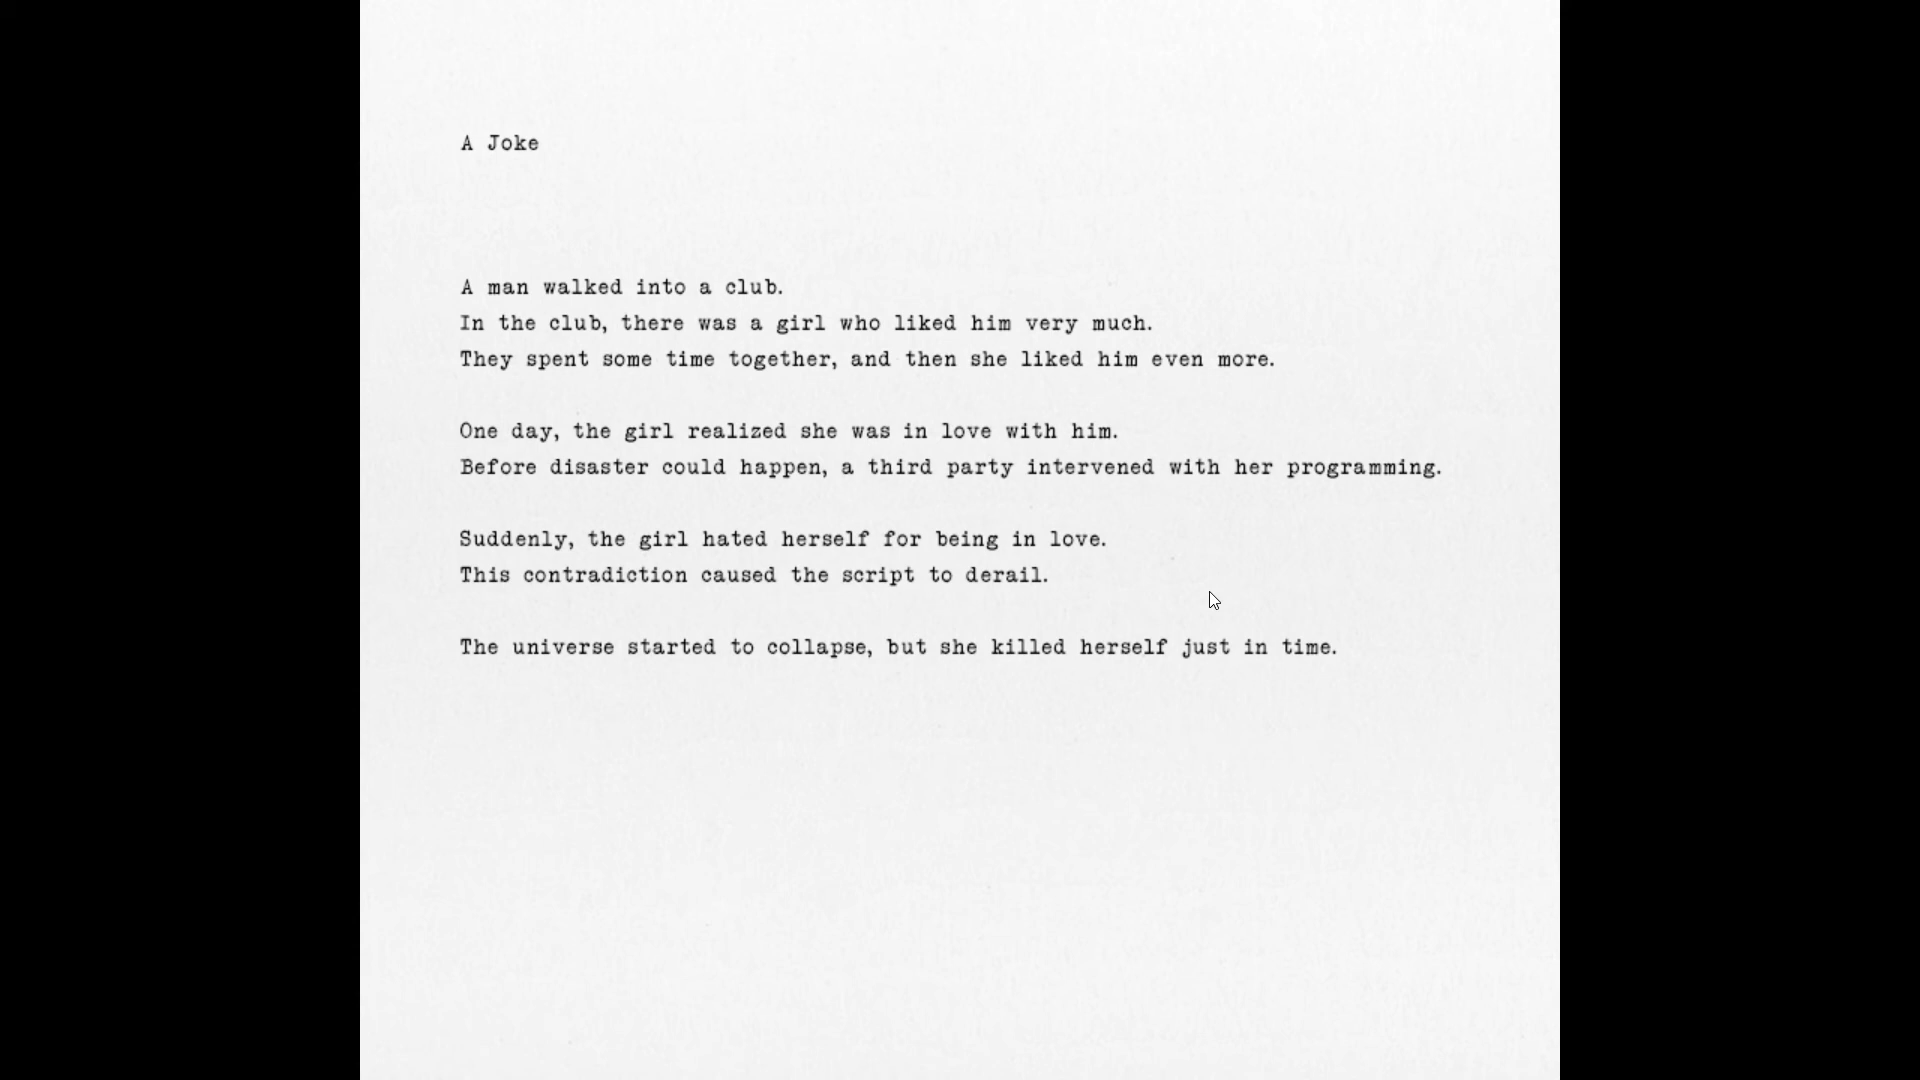 A Joke
A man walked into a club.
In the club, there was a girl who liked him very much.
They spent some time together, and then she liked him even more.
One day, the girl realized she was in love with him.
Before disaster could happen, a third party intervened with her programming.
Suddenly, the girl hated herself for being in love.
This contradiction caused the script to derail.
The universe started to collapse, but she killed herself just in time.